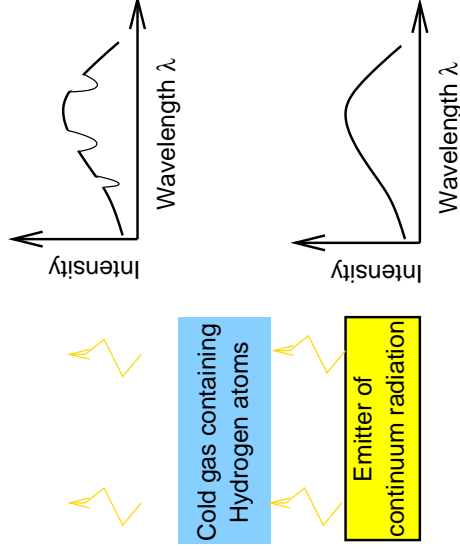 Intensity
Wavelength λ
Cold gas containing
Hydrogen atoms
Intensity
Wavelength λ
Emitter of
continuum radiation